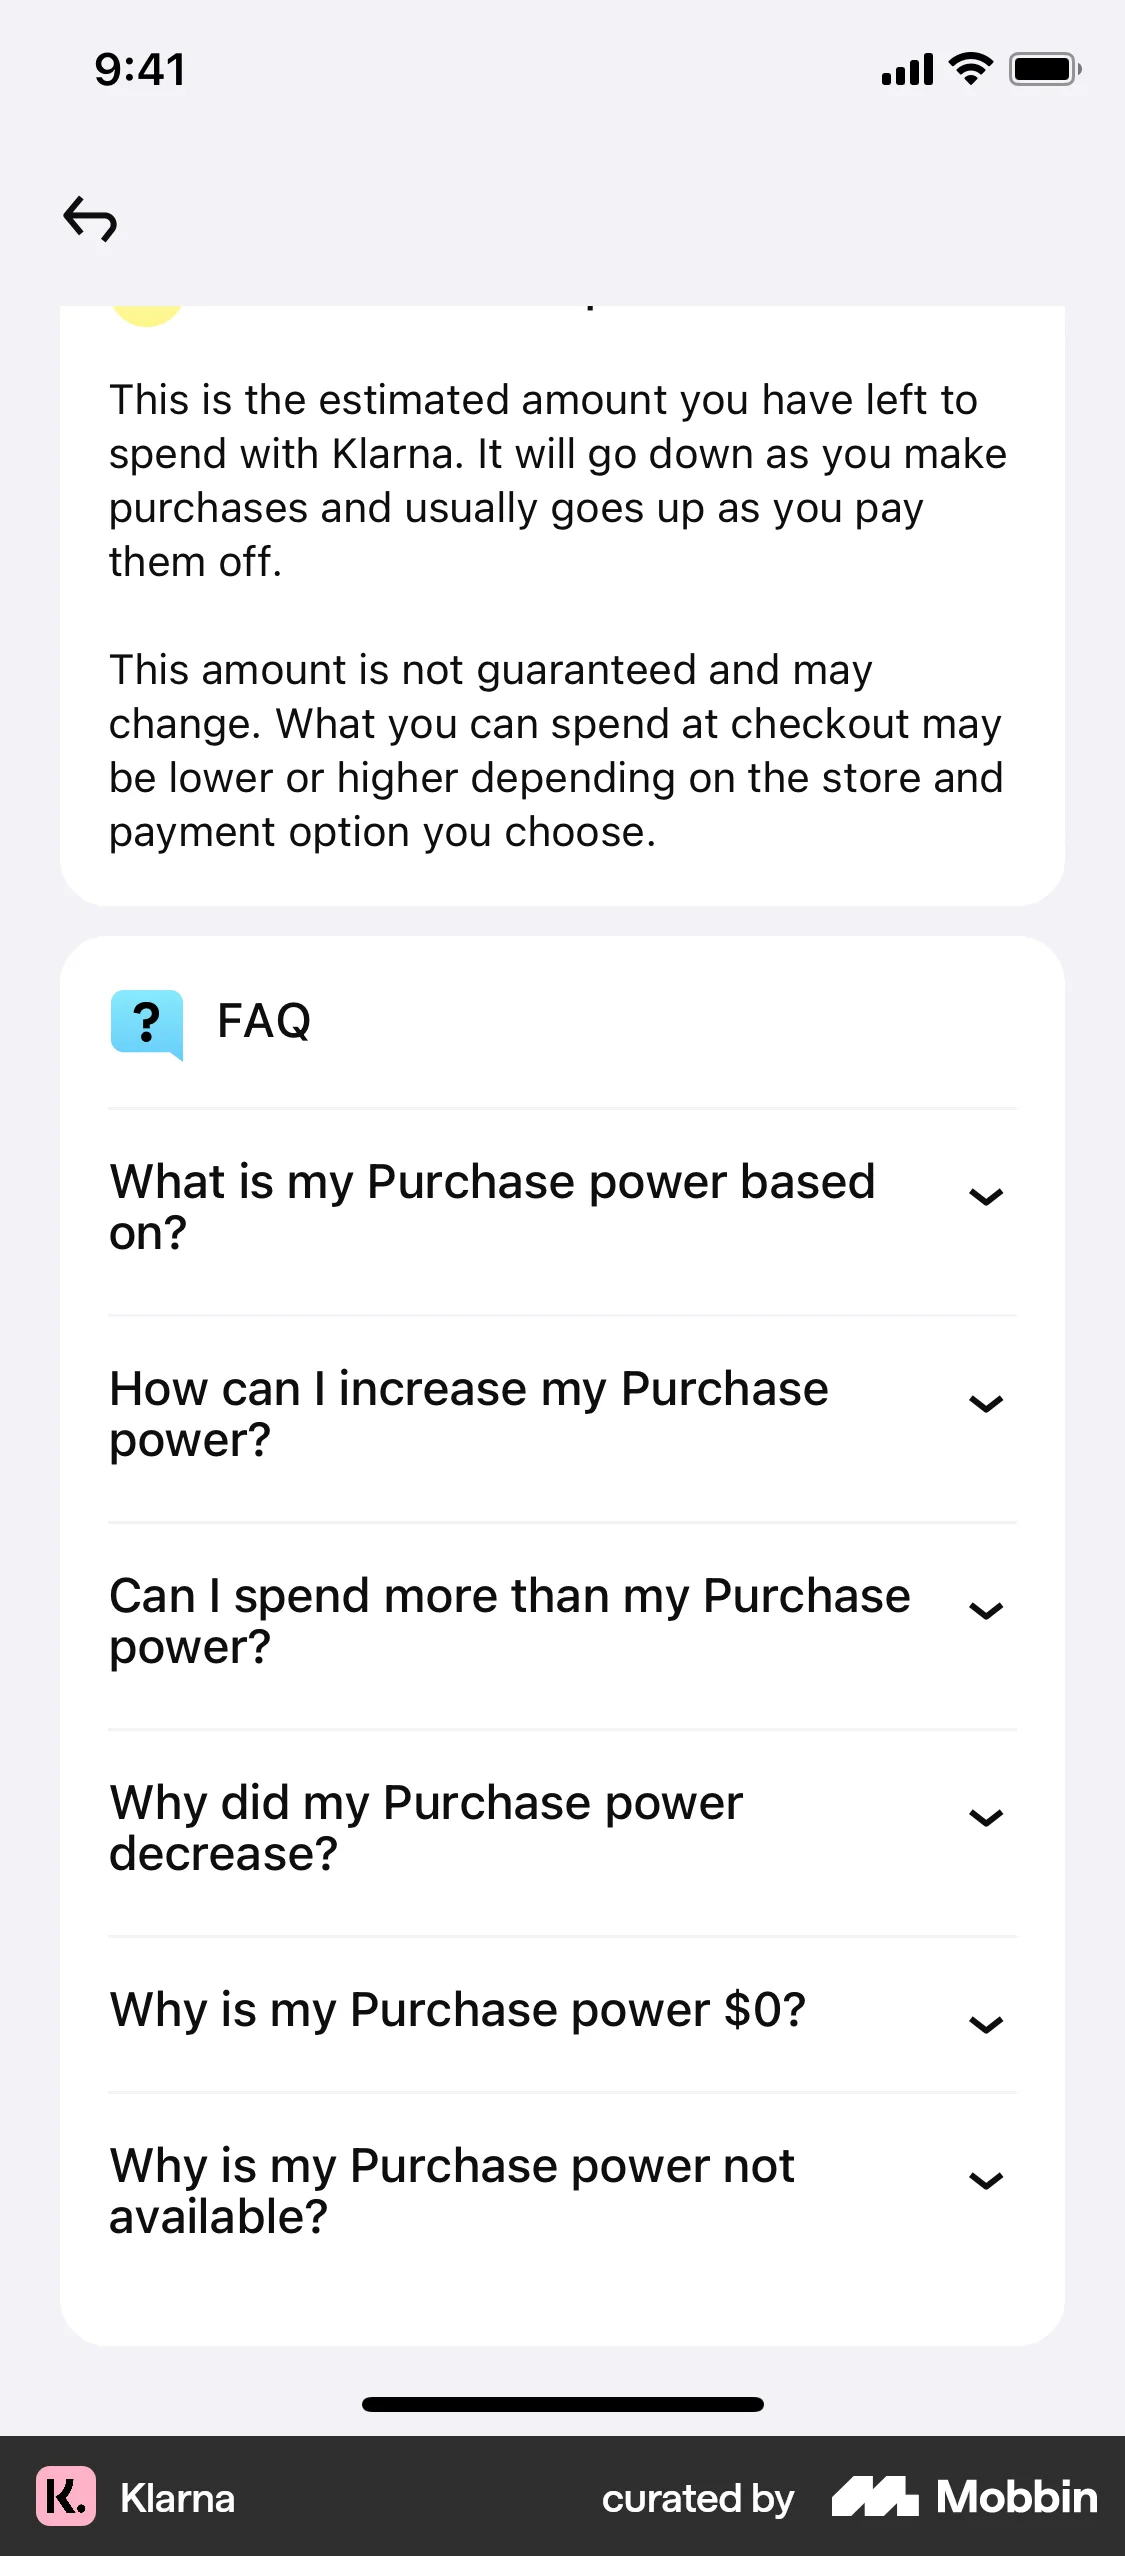 9:41
This is the estimated amount you have left to
spend with Klarna. It will go down as you make
purchases and usually goes up as you pay
them off.
This amount is not guaranteed and may
change. What you can spend at checkout may
be lower or higher depending on the store and
payment option you choose.
?
FAQ
What is my Purchase power based
on?
How can I increase my Purchase
power?
Can I spend more than my Purchase
power?
Why did my Purchase power
decrease?
Why is my Purchase power $0?
Why is my Purchase power not
available?
K. Klarna
curated by Mobbin